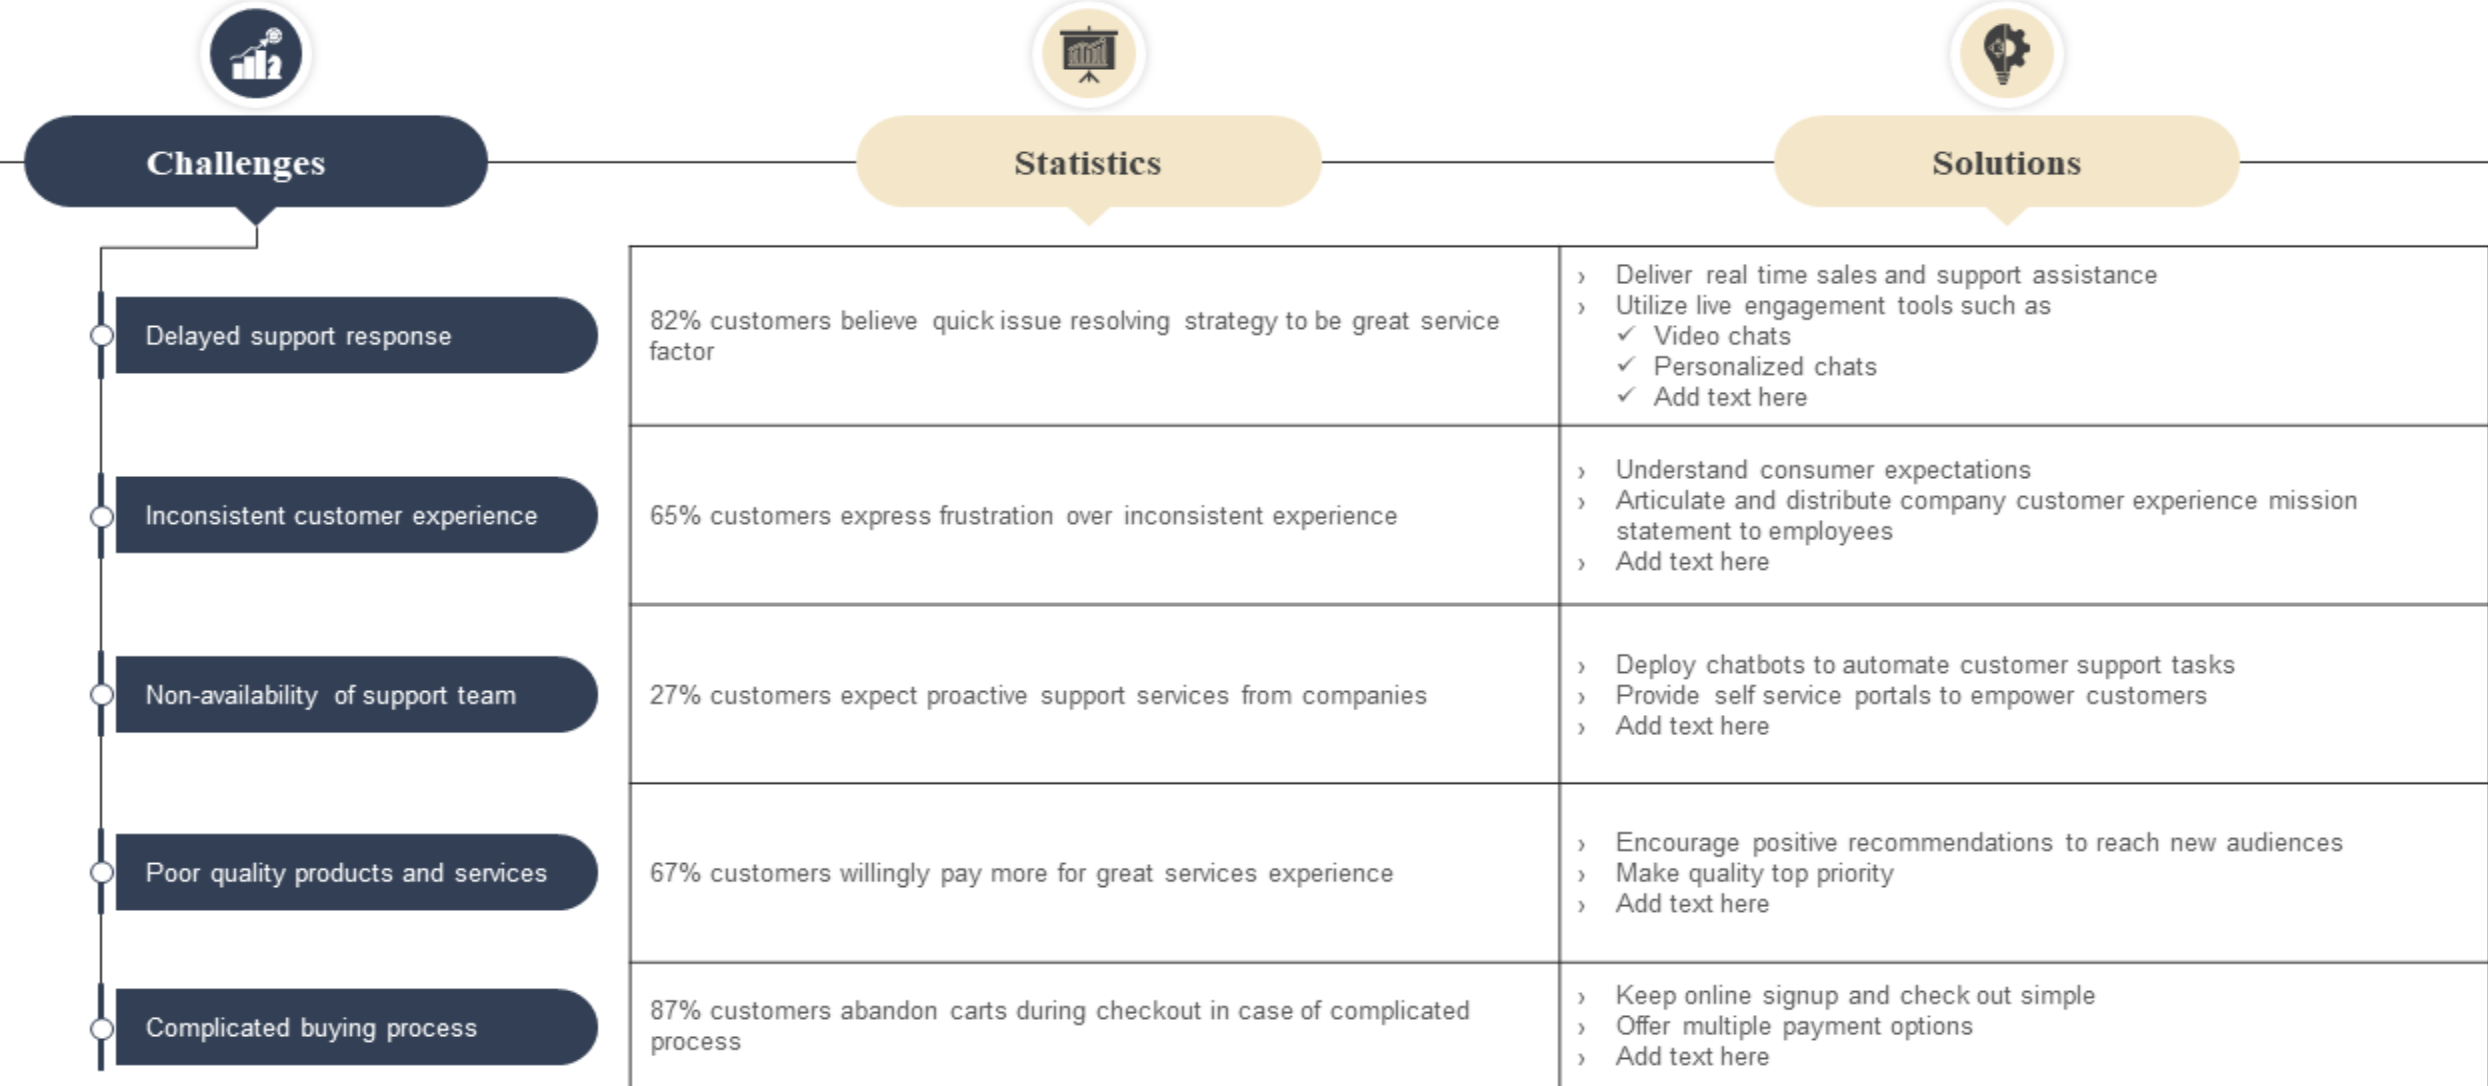 Challenges
Statistics
Solutions
Delayed support response
82% customers believe quick issue resolving strategy to be great service
factor
Deliver real time sales and support assistance
Utilize live engagement tools such as
Video chats
Personalized chats
Add text here
Inconsistent customer experience
65% customers express frustration over inconsistent experience
Understand consumer expectations
Articulate and distribute company customer experience mission
statement to employees
Add text here
Non-availability of support team
27% customers expect proactive support services from companies
Deploy chatbots to automate customer support tasks
Provide self service portals to empower customers
Add text here
Poor quality products and services
67% customers willingly pay more for great services experience
Encourage positive recommendations to reach new audiences
Make quality top priority
Add text here
Complicated buying process
87% customers abandon carts during checkout in case of complicated
process
Keep online signup and check out simple
Offer multiple payment options
Add text here